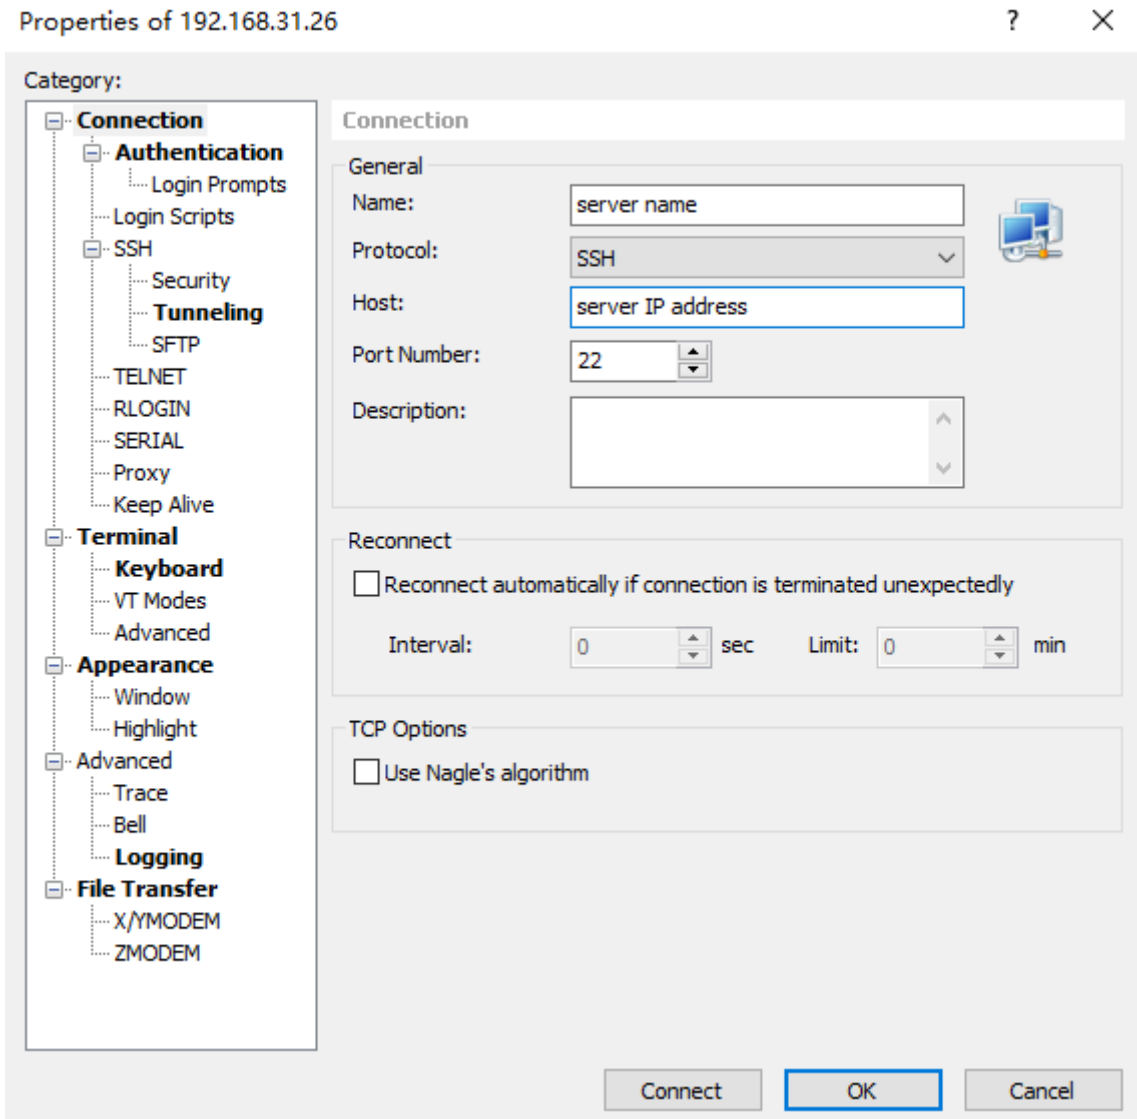 Properties of 192.168.31.26
?
Category:
Connection
Authentication
Login Prompts
Login Scripts
SSH
Security
Tunneling
SFTP
TELNET
RLOGIN
SERIAL
Proxy
Keep Alive
Terminal
Keyboard
VT Modes
Advanced
Appearance
Window
Highlight
Advanced
Trace
Bell
Logging
File Transfer
X/YMODEM
ZMODEM
Connection
General
Name: server name
Protocol: SSH
Host: server IP address
Port Number: 22
Description:
Reconnect
Reconnect automatically if connection is terminated unexpectedly
Interval: 0 sec Limit: 0 min
TCP Options
Use Nagle's algorithm
Connect OK Cancel